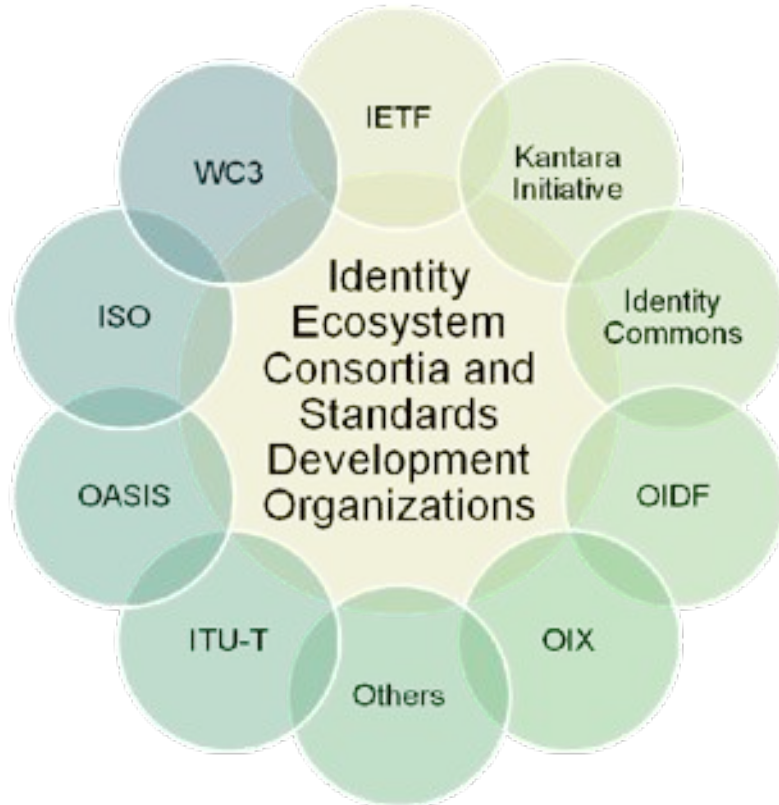 IETF
Kantara
Initiative
Identity
Commons
OIDF
OIX
Others
ITU-T
OASIS
ISO
WC3
Identity
Ecosystem
Consortia and
Standards
Development
Organizations